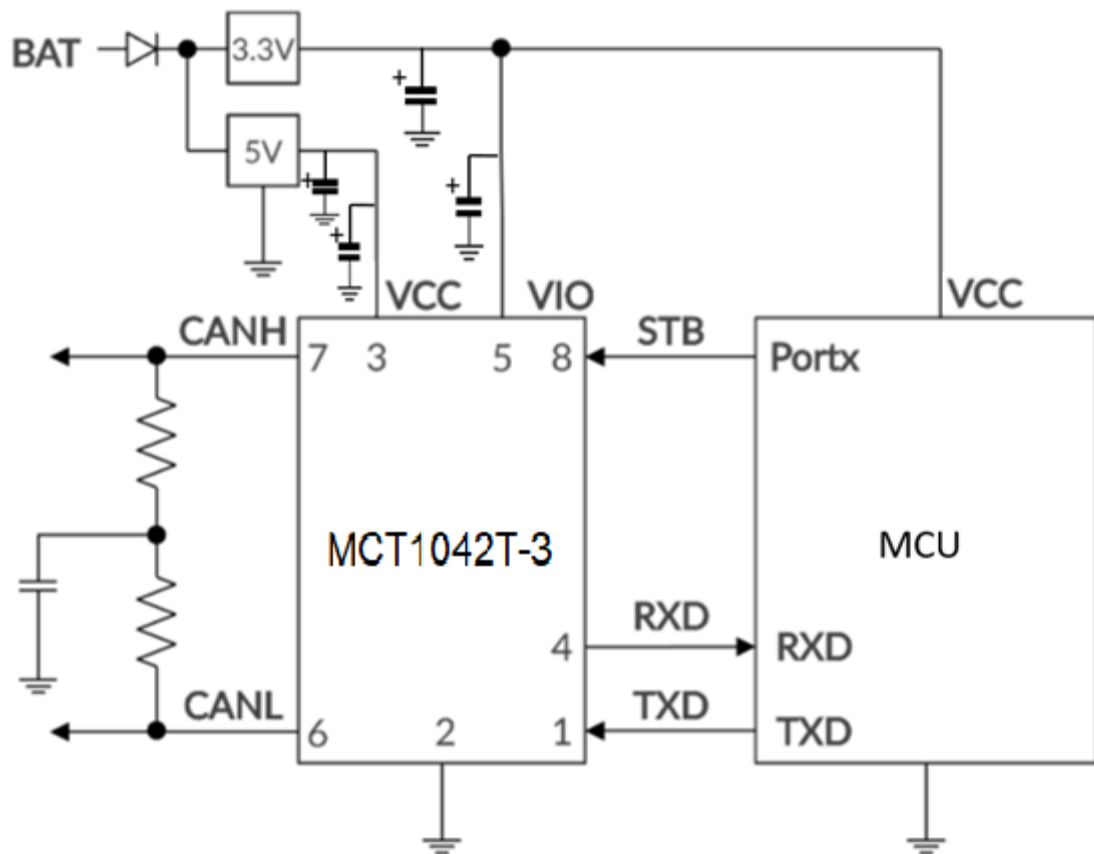 BAT
3.3V
+
5V
+
+
+
VCC
VIO
VCC
CANH
STB
7
3
5
8
Portx
MCT1042T-3
MCU
RXD
4
RXD
CANL
TXD
6
2
1
TXD